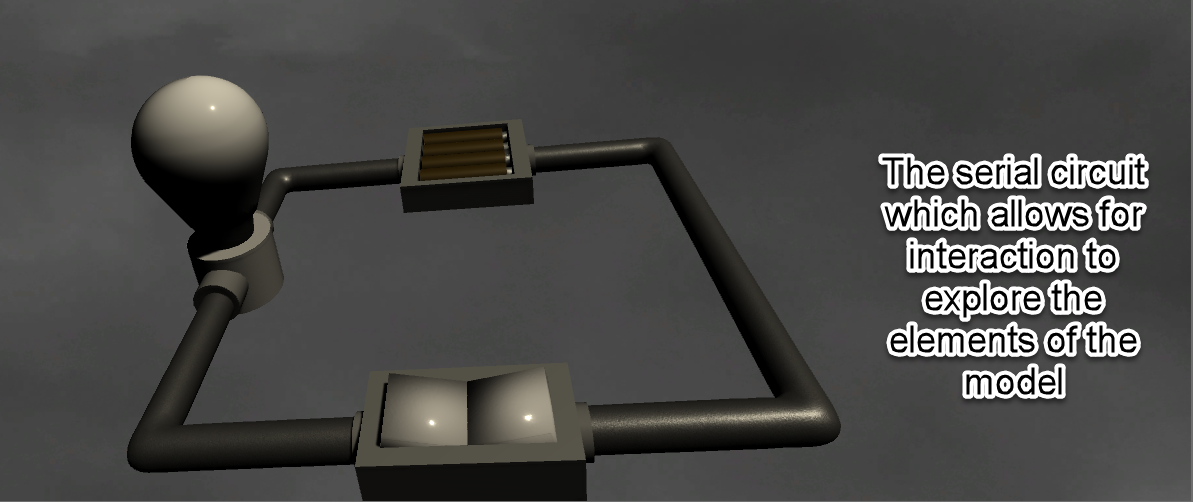 The serial circuit
which allows for
interaction to
explore the
elements of the
model